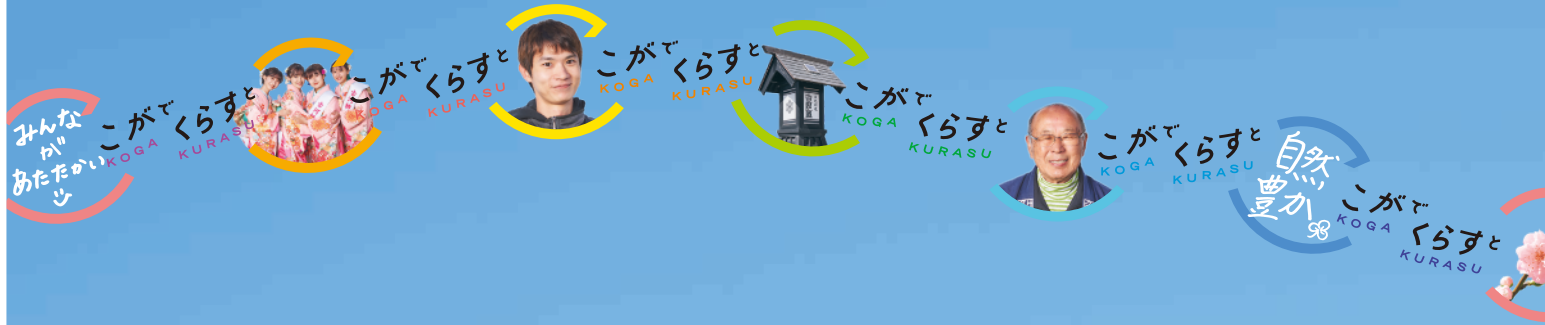 みんな
が
あたたかい
こがで
くらすと
KOGA
KURASU
こがで
くらすと
KOGA
KURASU
こがで
くらすと
KOGA
KURASU
こがで
くらすと
KOGA
KURASU
こがで
くらすと
KOGA
KURASU
自然
豊か。
こがで
くらすと
KOGA
KURASU